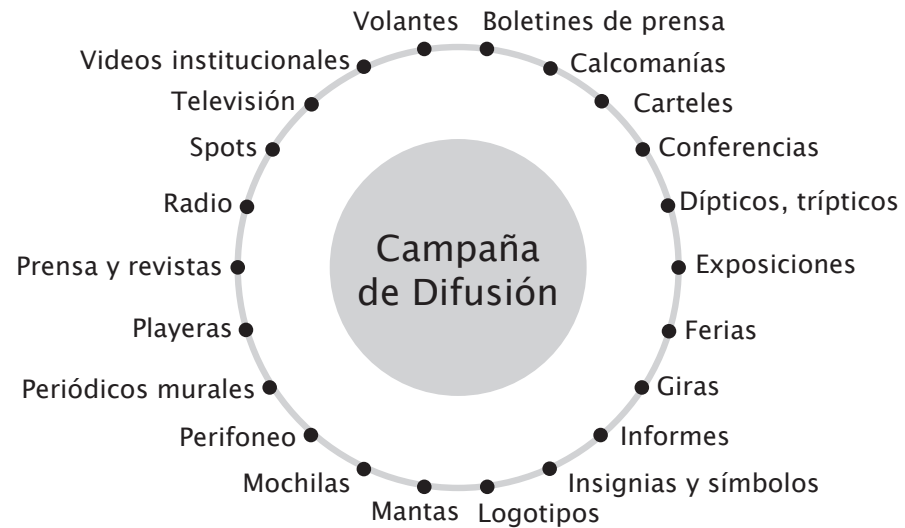 Volantes
Boletines de prensa
Videos institucionales
Calcomanías
Televisión
Carteles
Spots
Conferencias
Radio
Dípticos, trípticos
Campaña
de Difusión
Prensa y revistas
Exposiciones
Playeras
Ferias
Periódicos murales
Giras
Perifoneo
Informes
Mochilas
Insignias y símbolos
Mantas
Logotipos